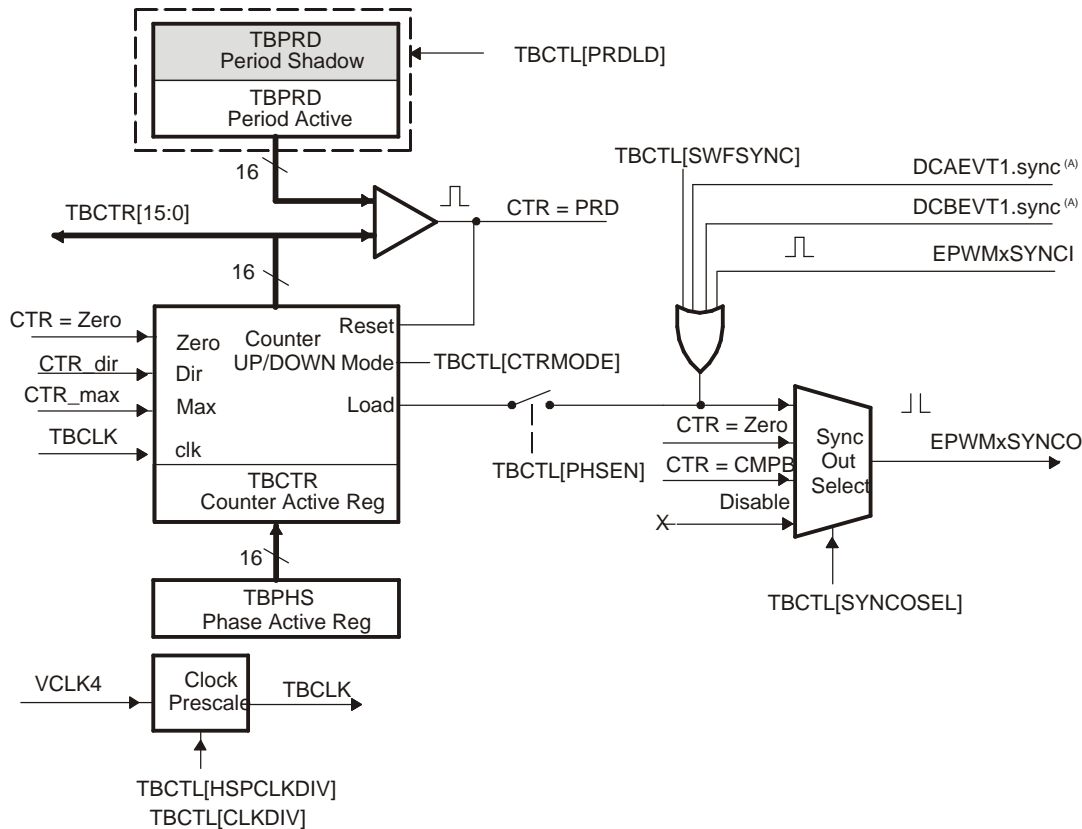 TBPRD
Period Shadow
TBPRD
Period Active
TBCTL[PRDLD]
16
TBCTR[15:0]
CTR = PRD
16
TBCTL[SWFSYNC]
DCAEVT1.sync (A)
DCBEVT1.sync (A)
EPWMxSYNCI
CTR = Zero
CTR_dir
CTR_max
TBCLK
Zero
Dir
Max
clk
Counter
UP/DOWN
Reset
Mode
Load
TBCTL[CTRMODE]
TBCTR
Counter Active Reg
TBCTL[PHSEN]
CTR = Zero
CTR = CMPB
Disable
X
Sync
Out
Select
EPWMxSYNCO
TBCTL[SYNCOSEL]
16
TBPHS
Phase Active Reg
VCLK4
Clock
Prescale
TBCLK
TBCTL[HSPCLKDIV]
TBCTL[CLKDIV]